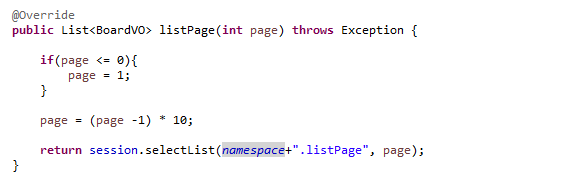 @Override
public List<BoardVO> listPage(int page) throws Exception {
if(page <= 0){
page = 1;
}
page = (page -1) * 10;
return session.selectList(namespace+".listPage", page);
}